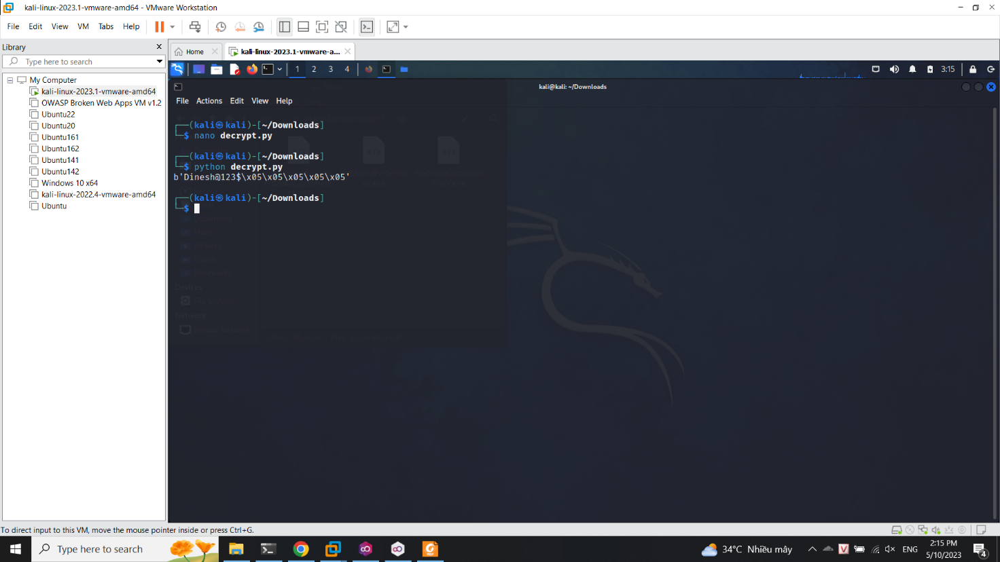 kali-linux-2023.1-vmware-amd64 - VMware Workstation
File Edit View VM Tabs Help
Library
Type here to search
My Computer
kali-linux-2023.1-vmware-amd64
OWASP Broken Web Apps VM v1.2
Ubuntu22
Ubuntu20
Ubuntu161
Ubuntu162
Ubuntu141
Ubuntu142
Windows 10 x64
kali-linux-2022.4-vmware-amd64
Ubuntu
Home kali-linux-2023.1-vmware-a...
1 2 3 4 3:15
kali@kali: ~/Downloads
File Actions Edit View Help
┌──(kali㉿kali)-[~/Downloads]
└─$ nano decrypt.py
┌──(kali㉿kali)-[~/Downloads]
└─$ python decrypt.py
b'Dinesh@123$\x05\x05\x05\x05\x05'
┌──(kali㉿kali)-[~/Downloads]
└─$
Devices
Network
To direct input to this VM, move the mouse pointer inside or press Ctrl+G.
Type here to search
34°C Nhiều mây
ENG
2:15 PM
5/10/2023
4